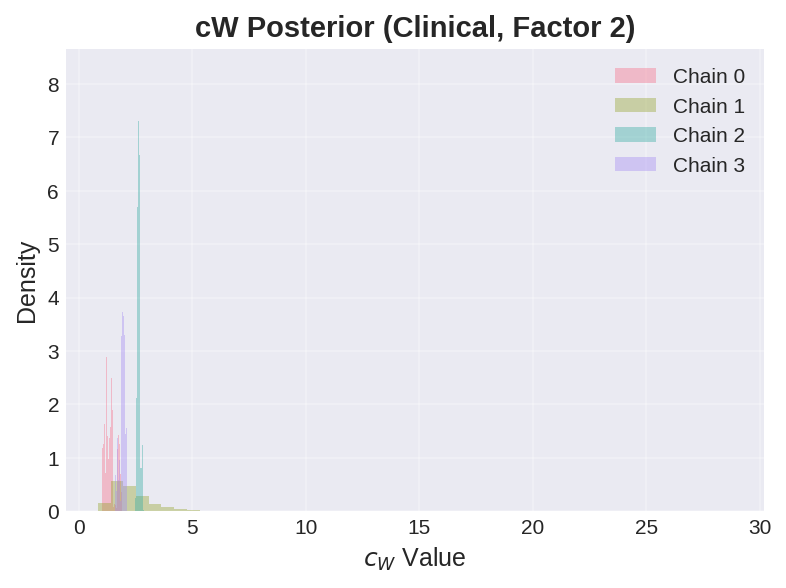 cW Posterior (Clinical, Factor 2)
8
7
6
5
4
3
2
1
0
Density
Chain 0
Chain 1
Chain 2
Chain 3
0 5 10 15 20 25 30
c_W Value